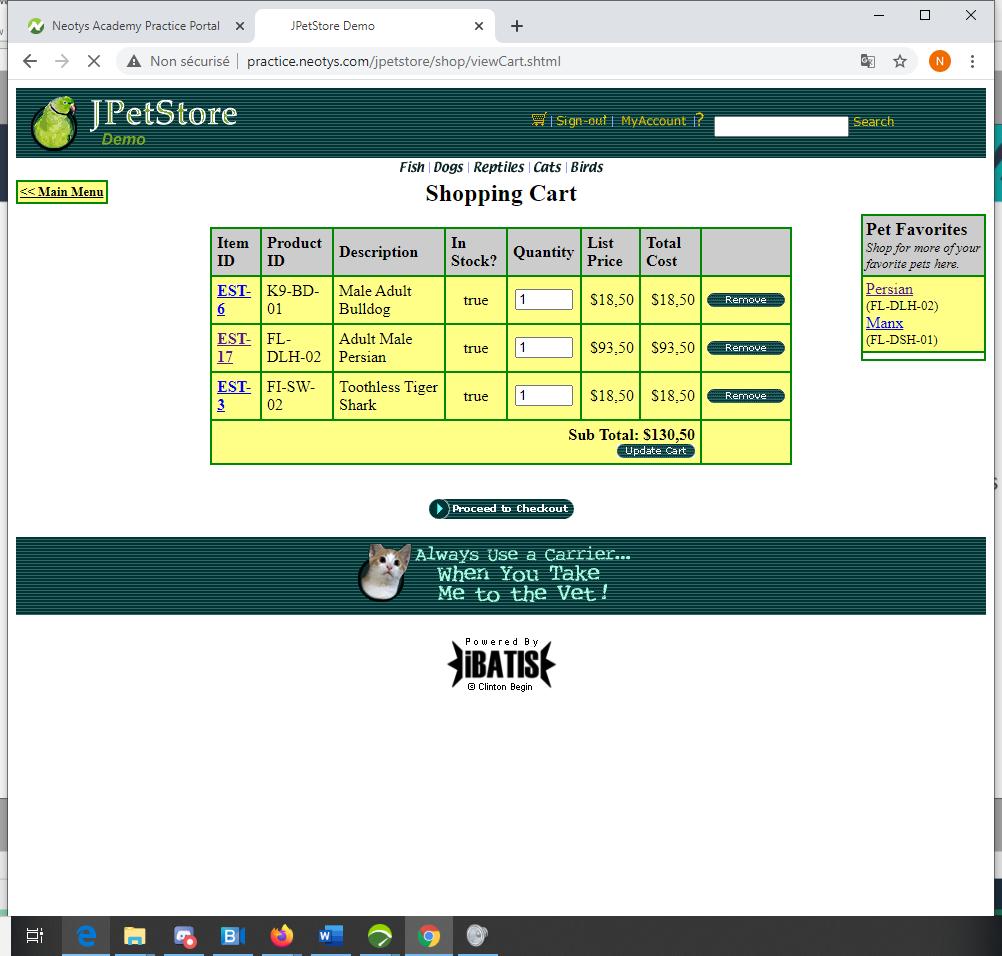 Neotys Academy Practice Portal
JPetStore Demo
Non sécurisé
practice.neotys.com/jpetstore/shop/viewCart.shtml
N
JPetStore
Demo
Sign-out | MyAccount | ?
Search
Fish | Dogs | Reptiles | Cats | Birds
<< Main Menu
Shopping Cart
Item ID Product ID Description In Stock? Quantity List Price Total Cost
EST-6 K9-BD-01 Male Adult Bulldog true 1 $18,50 $18,50 Remove
EST-17 FL-DLH-02 Adult Male Persian true 1 $93,50 $93,50 Remove
EST-3 FI-SW-02 Toothless Tiger Shark true 1 $18,50 $18,50 Remove
Sub Total: $130,50
Update Cart
Pet Favorites
Shop for more of your
favorite pets here.
Persian
(FL-DLH-02)
Manx
(FL-DSH-01)
Proceed to Checkout
Always Use a Carrier...
When You Take
Me to the Vet!
Powered By
iBATIS
© Clinton Begin